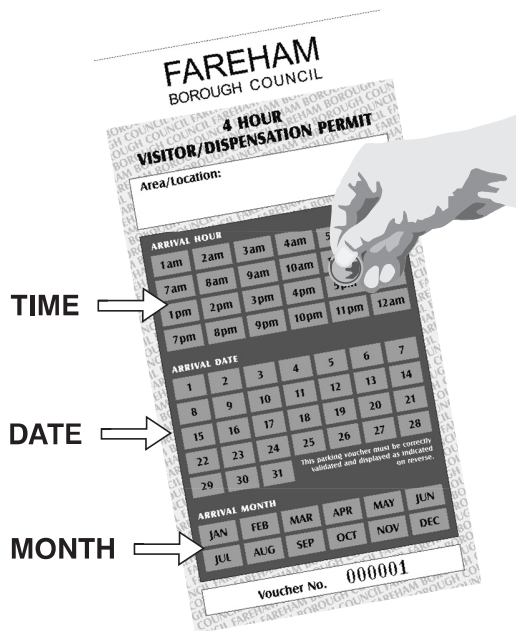 FAREHAM
BOROUGH COUNCIL
4 HOUR
VISITOR/DISPENSATION PERMIT
Area/Location:
ARRIVAL HOUR
1am 2am 3am 4am
7am 8am 9am 10am
1pm 2pm 3pm 4pm 5pm
7pm 8pm 9pm 10pm 11pm 12am
TIME
ARRIVAL DATE
1 2 3 4 5 6 7
8 9 10 11 12 13 14
15 16 17 18 19 20 21
22 23 24 25 26 27 28
29 30 31
This parking voucher must be correctly
validated and displayed as indicated
on reverse.
DATE
ARRIVAL MONTH
JAN FEB MAR APR MAY JUN
JUL AUG SEP OCT NOV DEC
MONTH
Voucher No. 000001